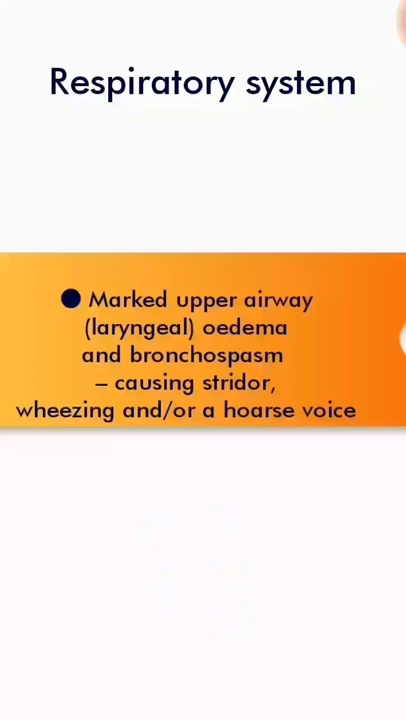 Respiratory system
● Marked upper airway
(laryngeal) oedema
and bronchospasm
– causing stridor,
wheezing and/or a hoarse voice